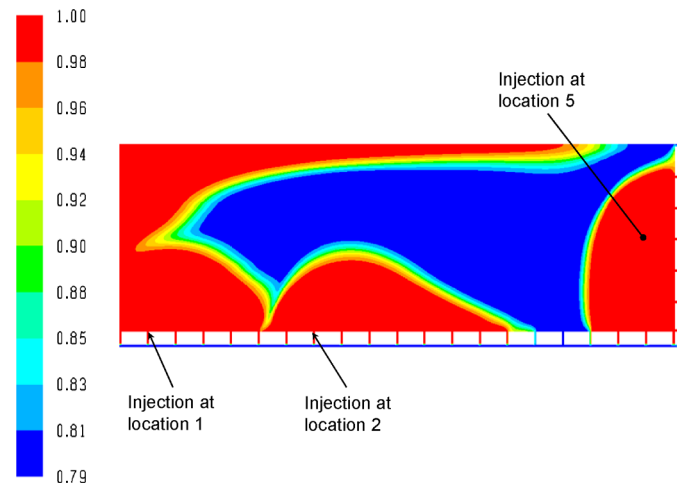 1.00
0.98
0.96
0.94
0.92
0.90
0.88
0.85
0.83
0.81
0.79
Injection at
location 5
Injection at
location 1
Injection at
location 2